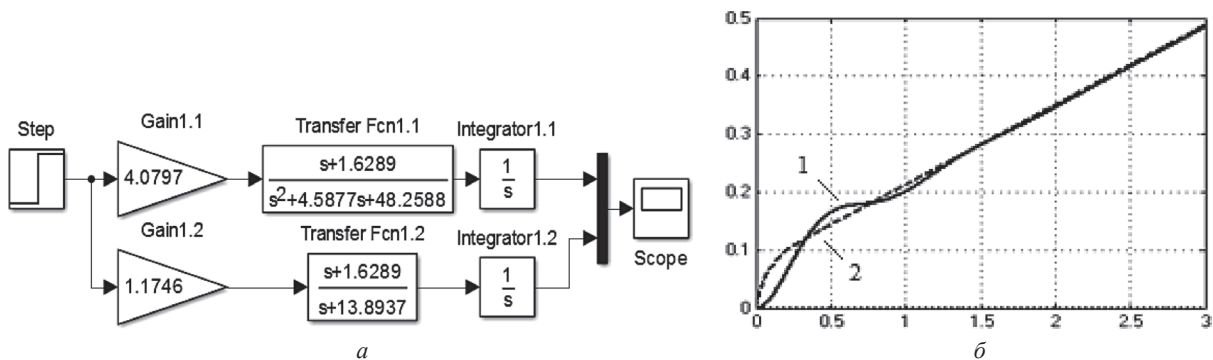 Step
Gain1.1
4.0797
Transfer Fcn1.1
s+1.6289
s²+4.5877s+48.2588
Integrator1.1
1
s
Gain1.2
1.1746
Transfer Fcn1.2
s+1.6289
s+13.8937
Integrator1.2
1
s
Scope
а
0.5
0.4
0.3
0.2
0.1
0
1
2
0 0.5 1 1.5 2 2.5 3
б